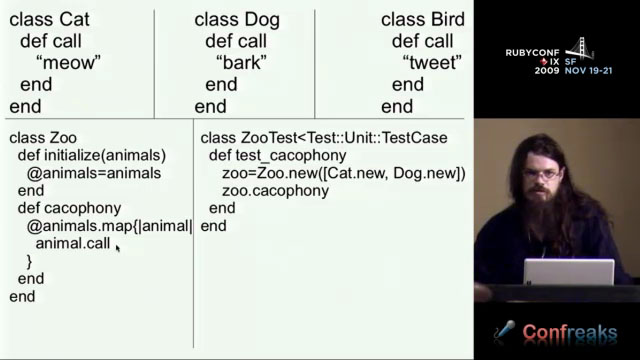 class Cat
def call
“meow”
end
end
class Dog
def call
“bark”
end
end
class Bird
def call
“tweet”
end
end
class Zoo
def initialize(animals)
@animals=animals
end
def cacophony
@animals.map{|animal|
animal.call
}
end
end
class ZooTest<Test::Unit::TestCase
def test_cacophony
zoo=Zoo.new([Cat.new, Dog.new])
zoo.cacophony
end
end
RUBYCONF
IX SF
2009 NOV 19-21
Confreaks